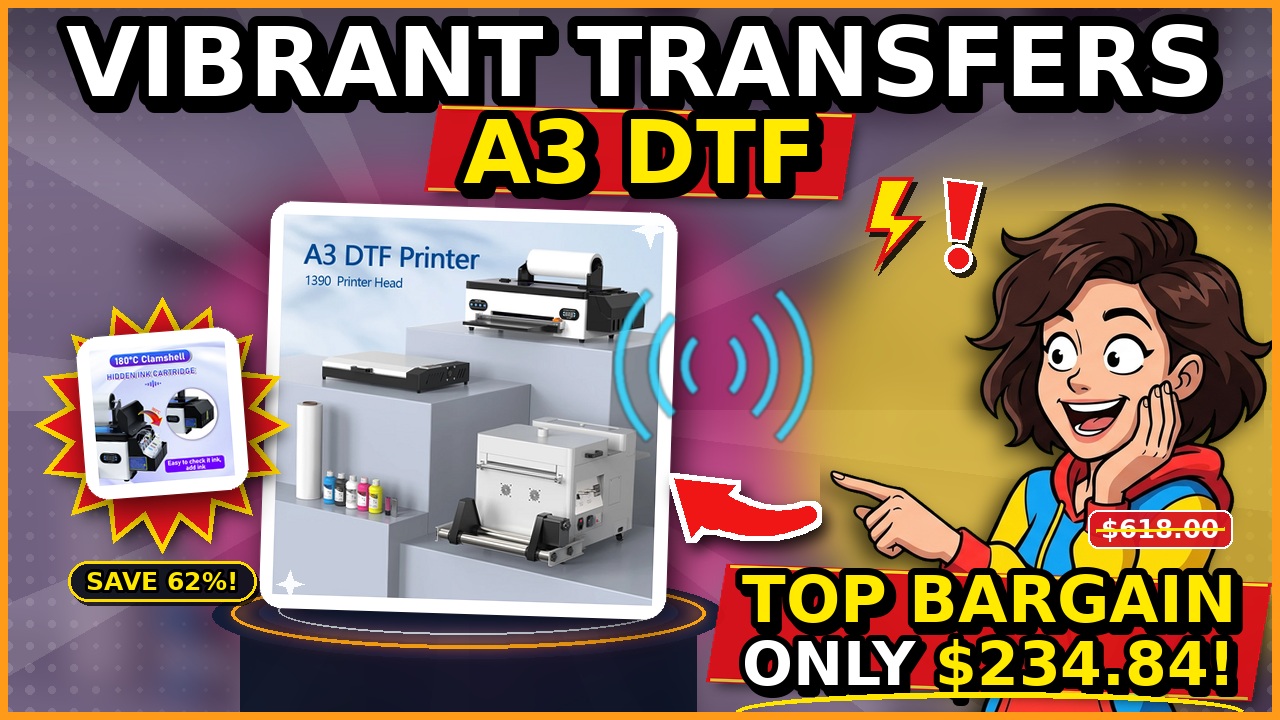 VIBRANT TRANSFERS
A3 DTF
A3 DTF Printer
1390 Printer Head
180°C Clamshell
HIDDEN INK CARTRIDGE
Easy to check it ink,
add ink
SAVE 62%!
$618.00
TOP BARGAIN
ONLY $234.84!